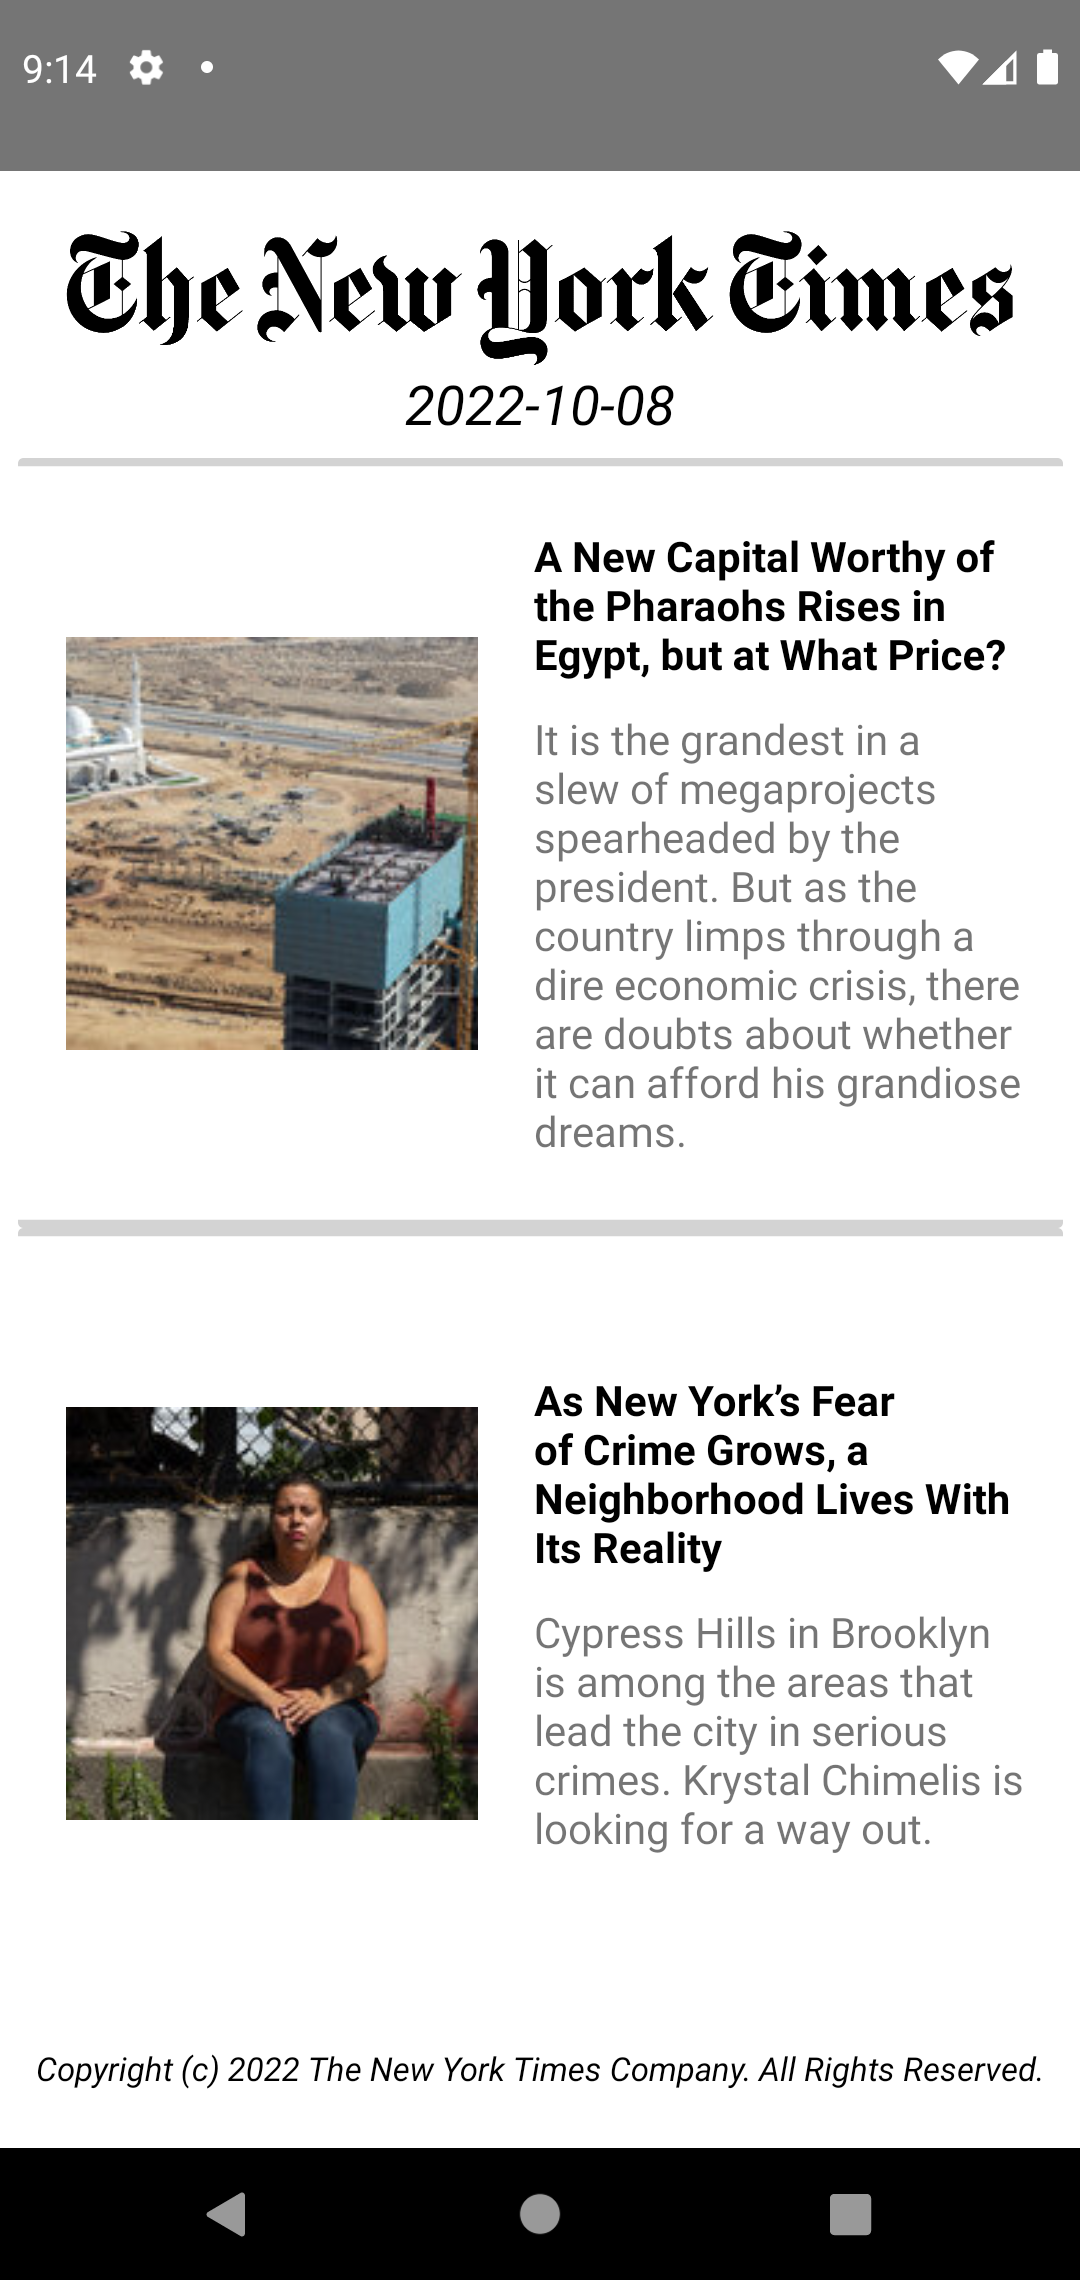 9:14
The New York Times
2022-10-08
A New Capital Worthy of
the Pharaohs Rises in
Egypt, but at What Price?
It is the grandest in a
slew of megaprojects
spearheaded by the
president. But as the
country limps through a
dire economic crisis, there
are doubts about whether
it can afford his grandiose
dreams.
As New York’s Fear
of Crime Grows, a
Neighborhood Lives With
Its Reality
Cypress Hills in Brooklyn
is among the areas that
lead the city in serious
crimes. Krystal Chimelis is
looking for a way out.
Copyright (c) 2022 The New York Times Company. All Rights Reserved.